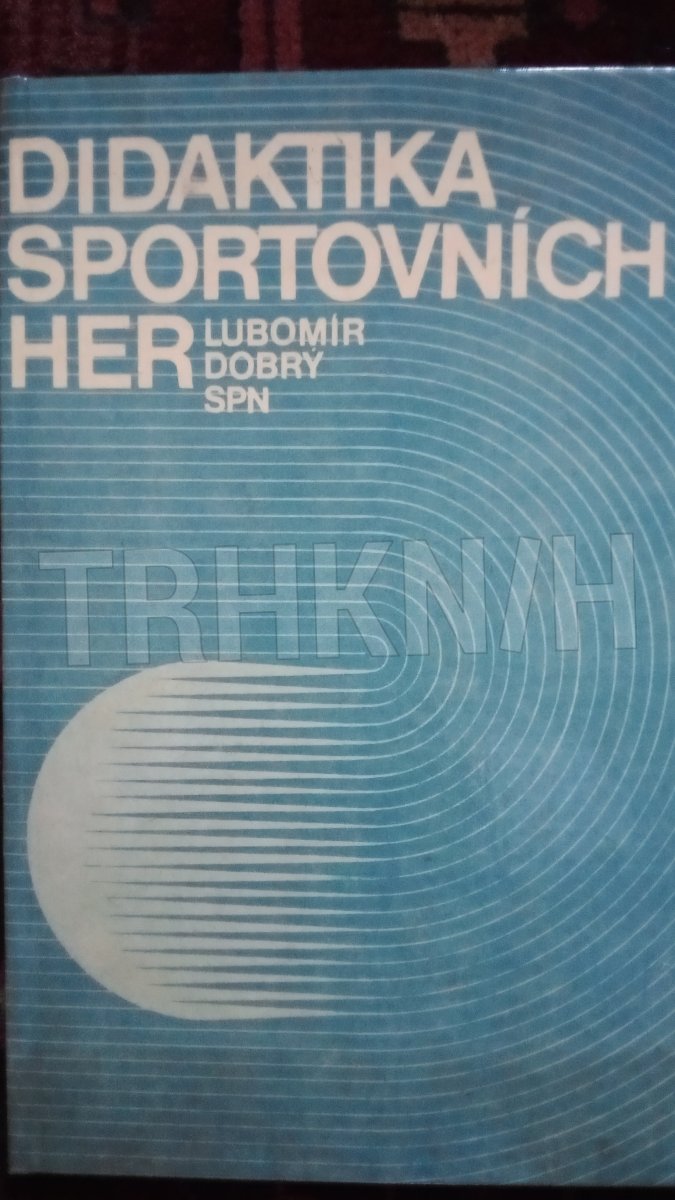 DIDAKTIKA
SPORTOVNÍCH
HER
LUBOMÍR
DOBRÝ
SPN
TRHKNIH